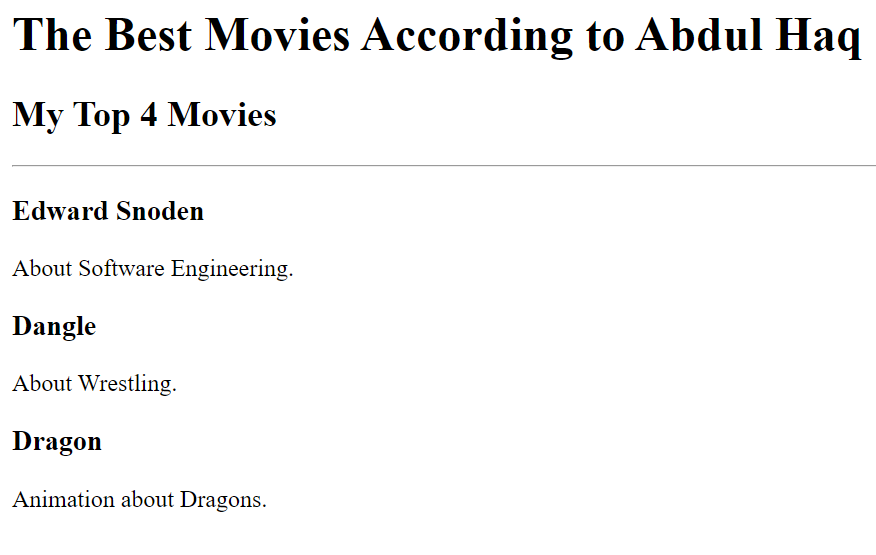 The Best Movies According to Abdul Haq
My Top 4 Movies
Edward Snoden
About Software Engineering.
Dangle
About Wrestling.
Dragon
Animation about Dragons.